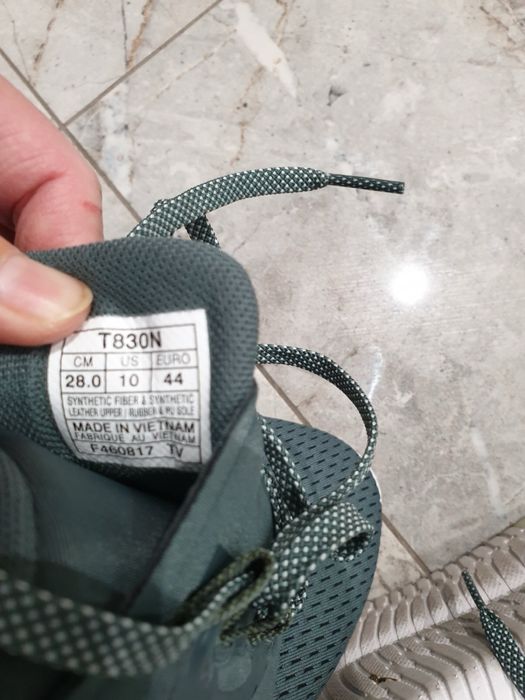 T830N
CM US EURO
28.0 10 44
SYNTHETIC FIBER & SYNTHETIC
LEATHER UPPER / RUBBER & PU SOLE
MADE IN VIETNAM
FABRIQUE AU VIETNAM
F460817 TV